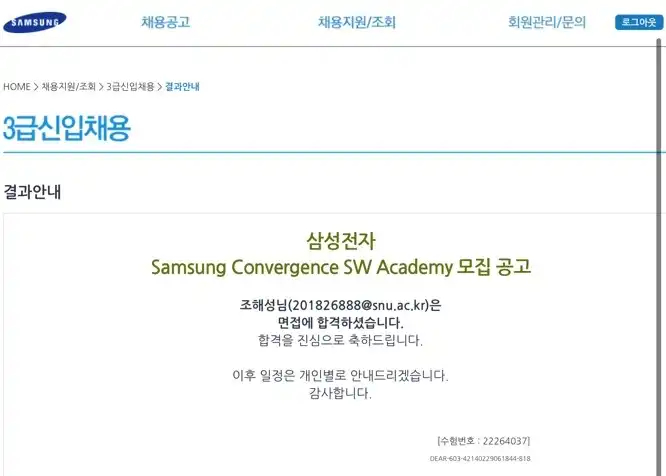 SAMSUNG 채용공고 채용지원/조회 회원관리/문의 로그아웃
HOME > 채용지원/조회 > 3급신입채용 > 결과안내
3급신입채용
결과안내
삼성전자
Samsung Convergence SW Academy 모집 공고
조해성님(201826888@snu.ac.kr)은
면접에 합격하셨습니다.
합격을 진심으로 축하드립니다.
이후 일정은 개인별로 안내드리겠습니다.
감사합니다.
[수험번호 : 22264037]
DEAR-603-42140229061844-818